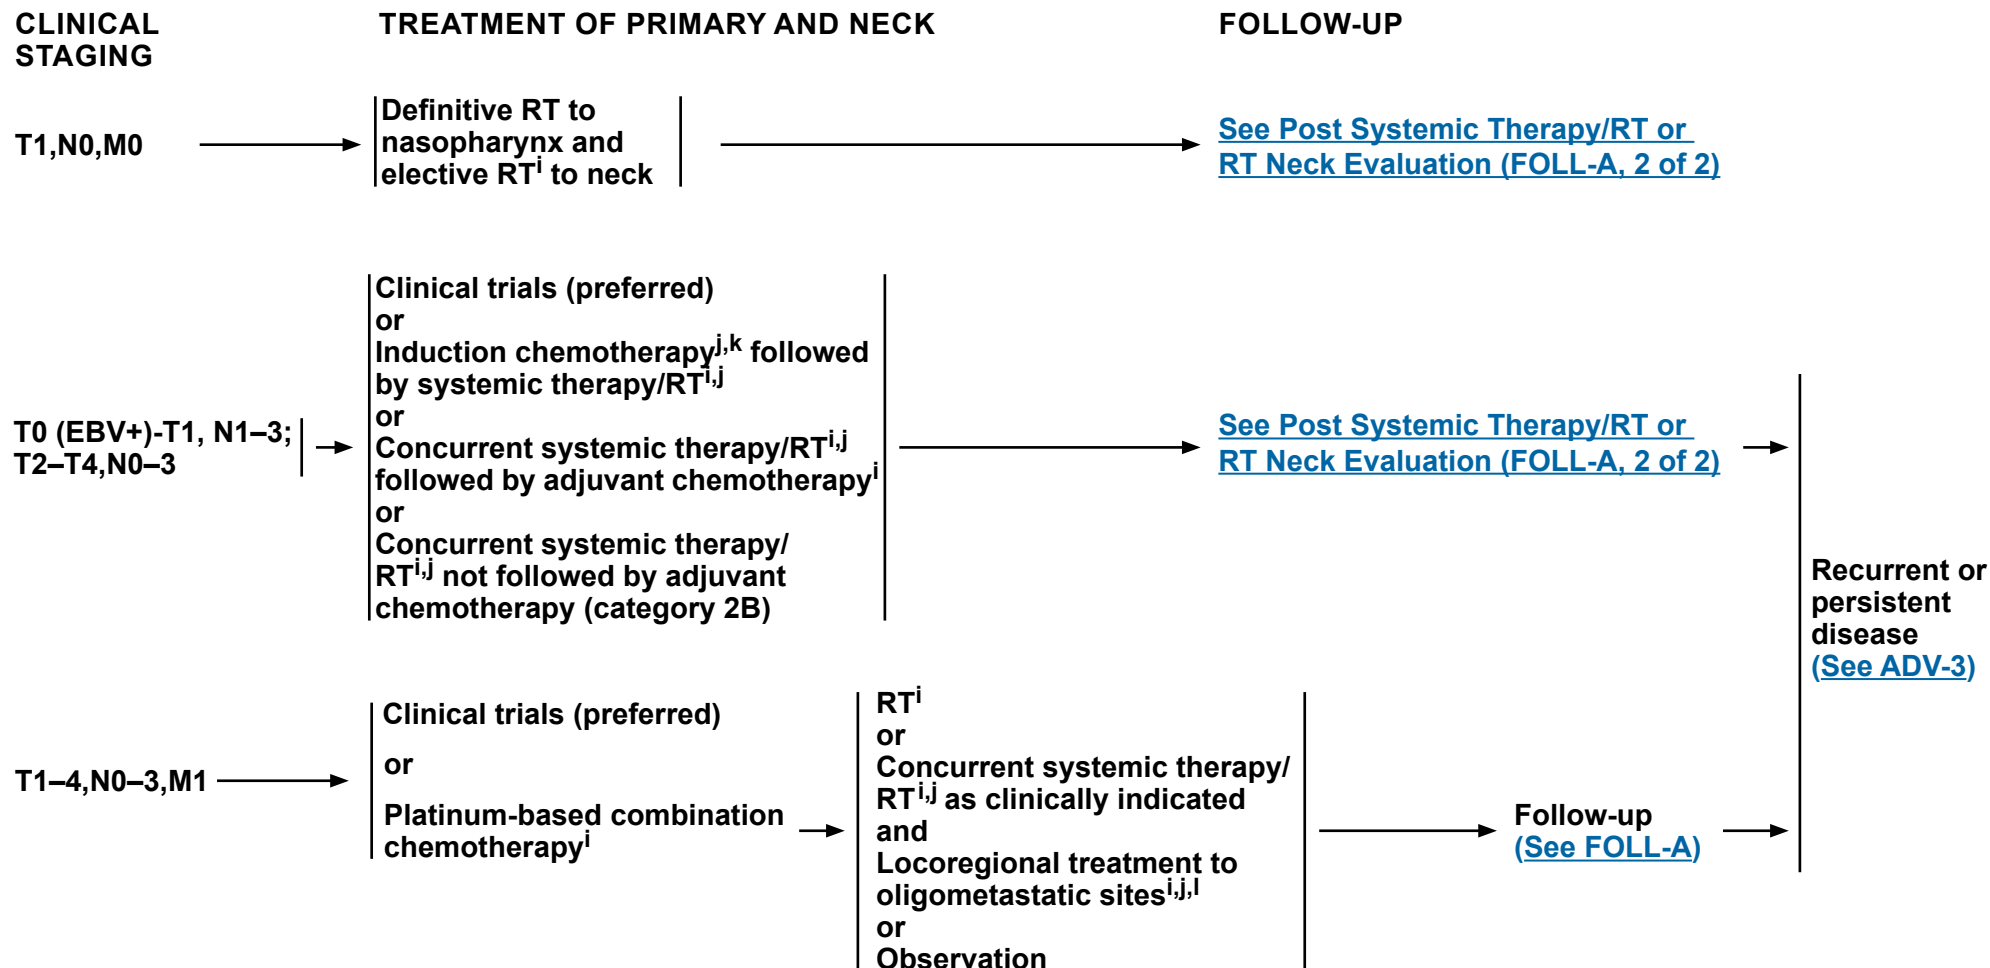 CLINICAL
STAGING
TREATMENT OF PRIMARY AND NECK
FOLLOW-UP
T1,N0,M0
Definitive RT to
nasopharynx and
elective RTⁱ to neck
See Post Systemic Therapy/RT or
RT Neck Evaluation (FOLL-A, 2 of 2)
T0 (EBV+)-T1, N1–3;
T2–T4,N0–3
Clinical trials (preferred)
or
Induction chemotherapyʲ,ᵏ followed
by systemic therapy/RTⁱ,ʲ
or
Concurrent systemic therapy/RTⁱ,ʲ
followed by adjuvant chemotherapyⁱ
or
Concurrent systemic therapy/
RTⁱ,ʲ not followed by adjuvant
chemotherapy (category 2B)
See Post Systemic Therapy/RT or
RT Neck Evaluation (FOLL-A, 2 of 2)
T1–4,N0–3,M1
Clinical trials (preferred)
or
Platinum-based combination
chemotherapyⁱ
RTⁱ
or
Concurrent systemic therapy/
RTⁱ,ʲ as clinically indicated
and
Locoregional treatment to
oligometastatic sitesⁱ,ʲ,ˡ
or
Observation
Follow-up
(See FOLL-A)
Recurrent or
persistent
disease
(See ADV-3)